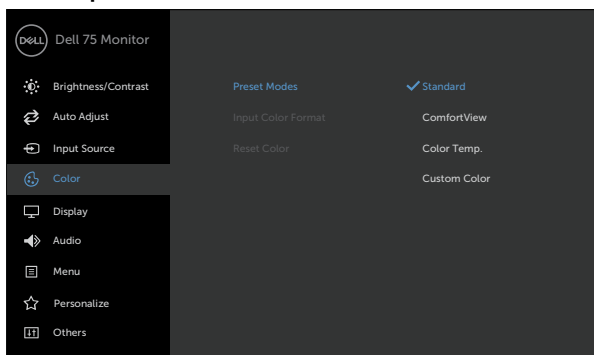 DELL Dell 75 Monitor
Brightness/Contrast Preset Modes Standard
Auto Adjust Input Color Format ComfortView
Input Source Reset Color Color Temp.
Color Custom Color
Display
Audio
Menu
Personalize
Others